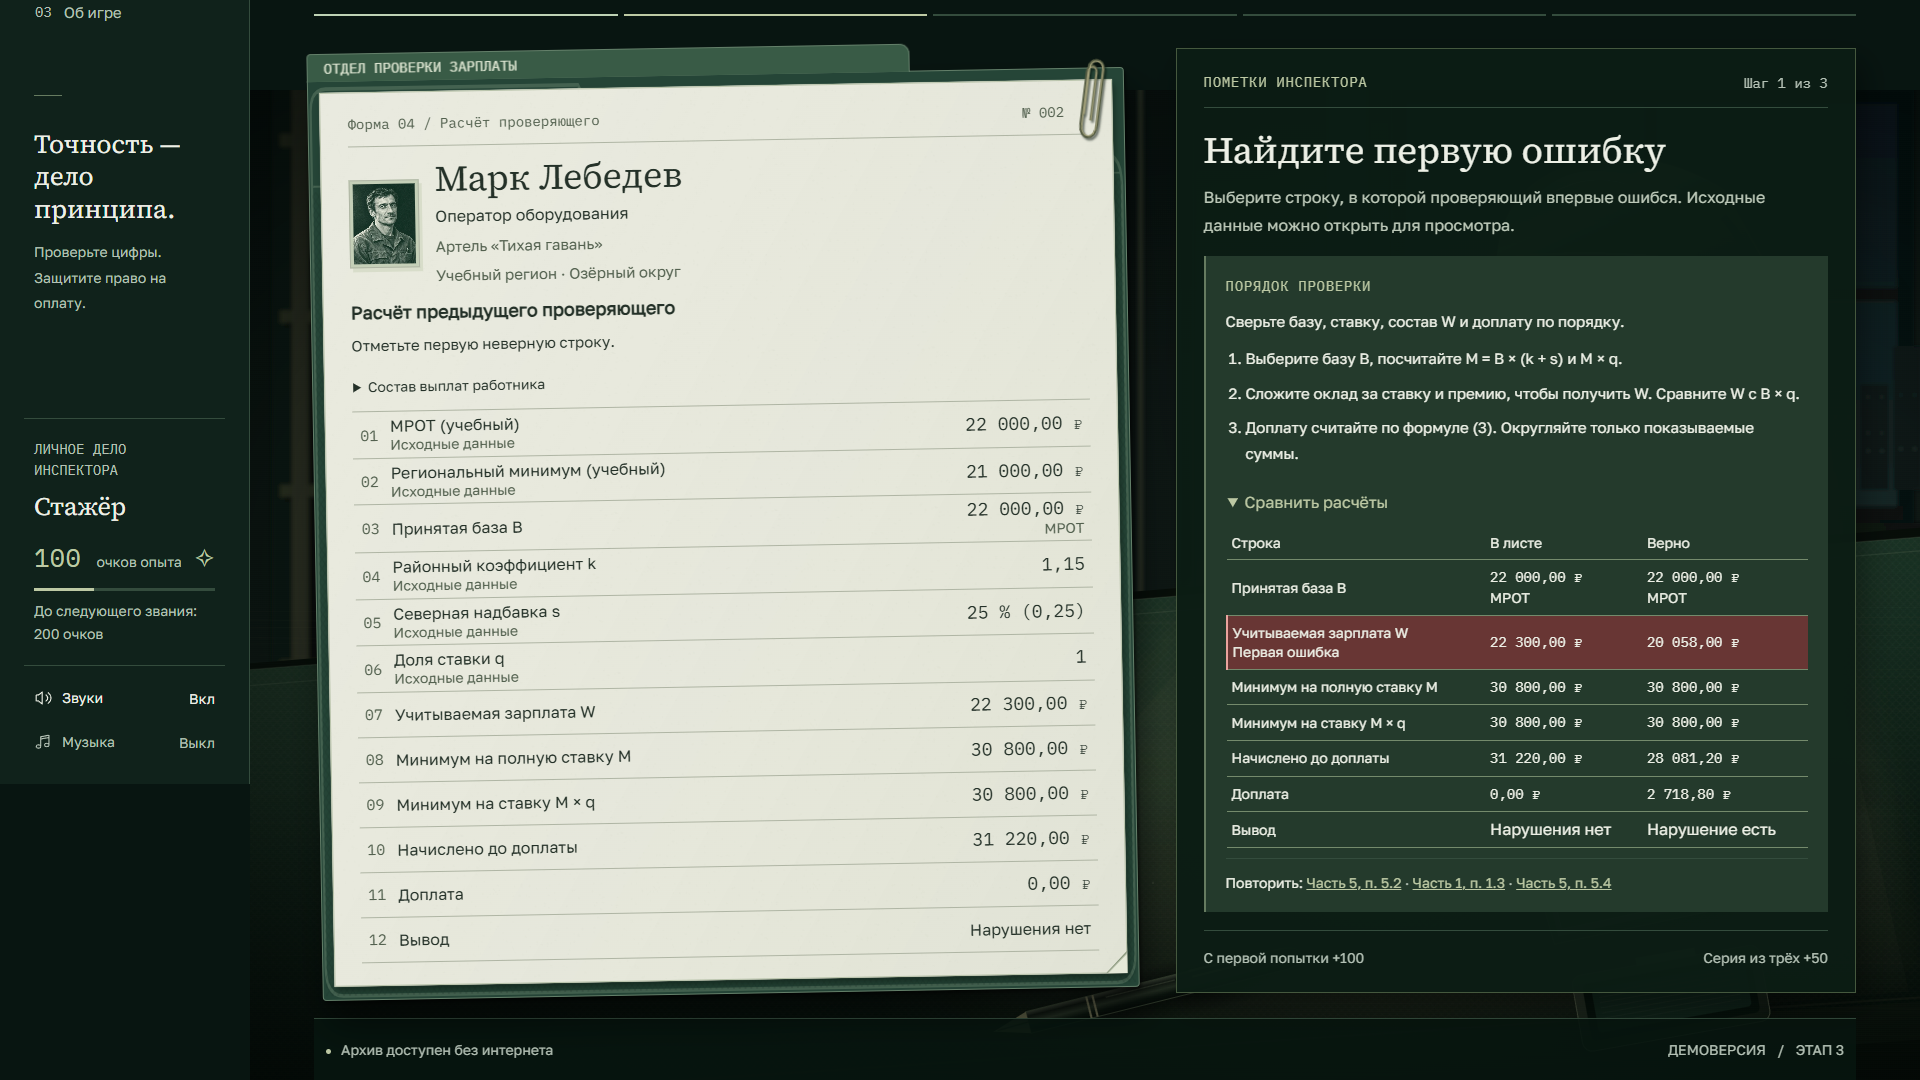 03 Об игре
Точность —
дело
принципа.
Проверьте цифры.
Защитите право на
оплату.
ЛИЧНОЕ ДЕЛО
ИНСПЕКТОРА
Стажёр
100 очков опыта
До следующего звания:
200 очков
Звуки Вкл
Музыка Выкл
ОТДЕЛ ПРОВЕРКИ ЗАРПЛАТЫ
Форма 04 / Расчёт проверяющего № 002
Марк Лебедев
Оператор оборудования
Артель «Тихая гавань»
Учебный регион · Озёрный округ
Расчёт предыдущего проверяющего
Отметьте первую неверную строку.
▶ Состав выплат работника
01 МРОТ (учебный) 22 000,00 ₽
Исходные данные
02 Региональный минимум (учебный) 21 000,00 ₽
Исходные данные
03 Принятая база B 22 000,00 ₽
МРОТ
04 Районный коэффициент k 1,15
Исходные данные
05 Северная надбавка s 25 % (0,25)
Исходные данные
06 Доля ставки q 1
Исходные данные
07 Учитываемая зарплата W 22 300,00 ₽
08 Минимум на полную ставку M 30 800,00 ₽
09 Минимум на ставку M × q 30 800,00 ₽
10 Начислено до доплаты 31 220,00 ₽
11 Доплата 0,00 ₽
12 Вывод Нарушения нет
ПОМЕТКИ ИНСПЕКТОРА Шаг 1 из 3
Найдите первую ошибку
Выберите строку, в которой проверяющий впервые ошибся. Исходные
данные можно открыть для просмотра.
ПОРЯДОК ПРОВЕРКИ
Сверьте базу, ставку, состав W и доплату по порядку.
1. Выберите базу B, посчитайте M = B × (k + s) и M × q.
2. Сложите оклад за ставку и премию, чтобы получить W. Сравните W с B × q.
3. Доплату считайте по формуле (3). Округляйте только показываемые
суммы.
▼ Сравнить расчёты
Строка В листе Верно
Принятая база B 22 000,00 ₽ МРОТ 22 000,00 ₽ МРОТ
Учитываемая зарплата W 22 300,00 ₽ 20 058,00 ₽
Первая ошибка
Минимум на полную ставку M 30 800,00 ₽ 30 800,00 ₽
Минимум на ставку M × q 30 800,00 ₽ 30 800,00 ₽
Начислено до доплаты 31 220,00 ₽ 28 081,20 ₽
Доплата 0,00 ₽ 2 718,80 ₽
Вывод Нарушения нет Нарушение есть
Повторить: Часть 5, п. 5.2 · Часть 1, п. 1.3 · Часть 5, п. 5.4
С первой попытки +100 Серия из трёх +50
• Архив доступен без интернета ДЕМОВЕРСИЯ / ЭТАП 3